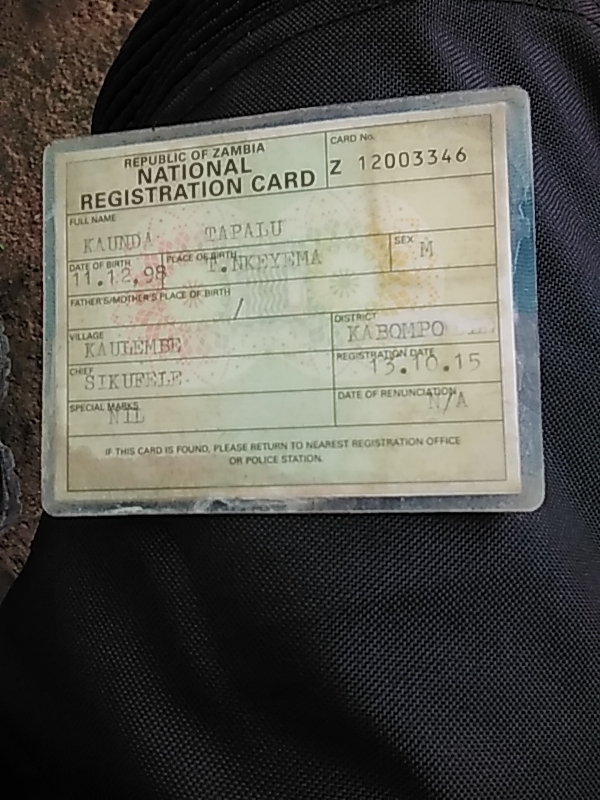 REPUBLIC OF ZAMBIA
NATIONAL
REGISTRATION CARD
CARD No.
Z 12003346
FULL NAME
KAUNDA TAPALU
DATE OF BIRTH
11.12.98
PLACE OF BIRTH
T.NKEYEMA
SEX
M
FATHER'S/MOTHER'S PLACE OF BIRTH
/
VILLAGE
KAULEMBE
DISTRICT
KABOMPO
CHIEF
SIKUFELE
REGISTRATION DATE
13.10.15
SPECIAL MARKS
NIL
DATE OF RENUNCIATION
N/A
IF THIS CARD IS FOUND, PLEASE RETURN TO NEAREST REGISTRATION OFFICE
OR POLICE STATION.